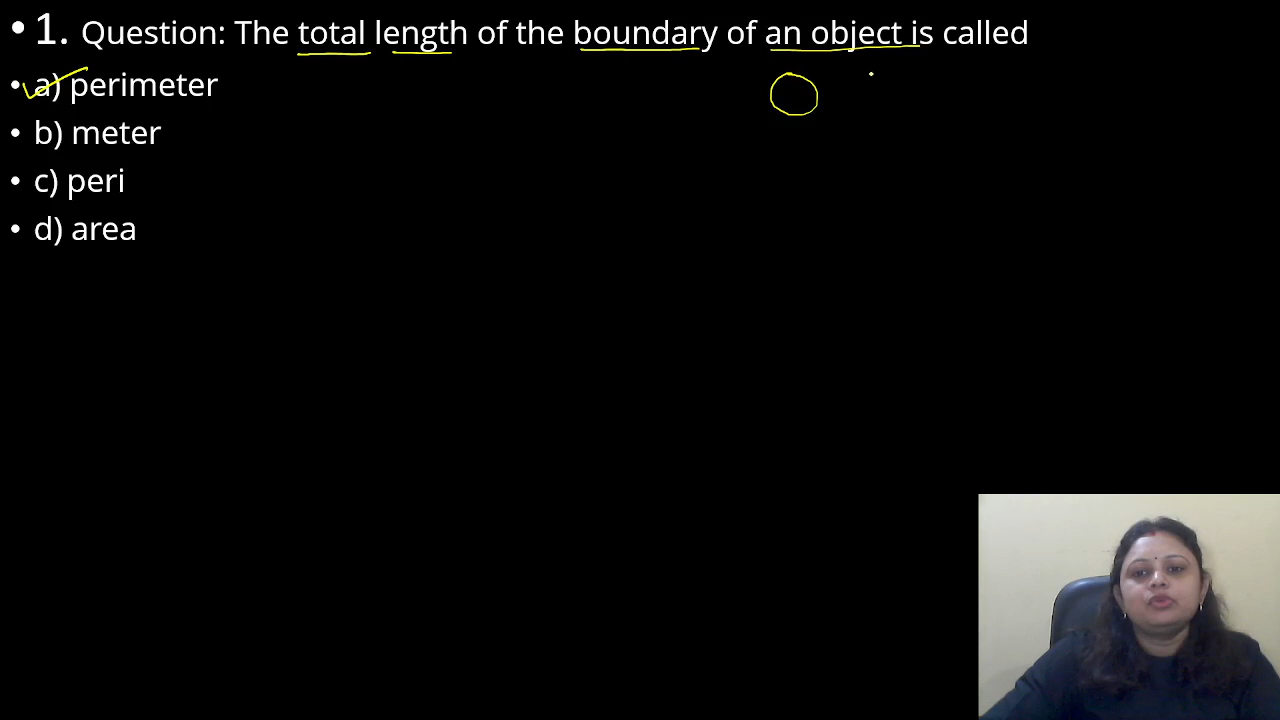 • 1. Question: The total length of the boundary of an object is called
• a) perimeter
• b) meter
• c) peri
• d) area